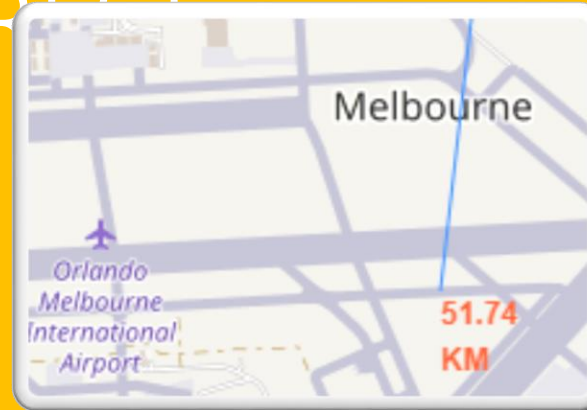 Melbourne
Orlando
Melbourne
International
Airport
51.74
KM